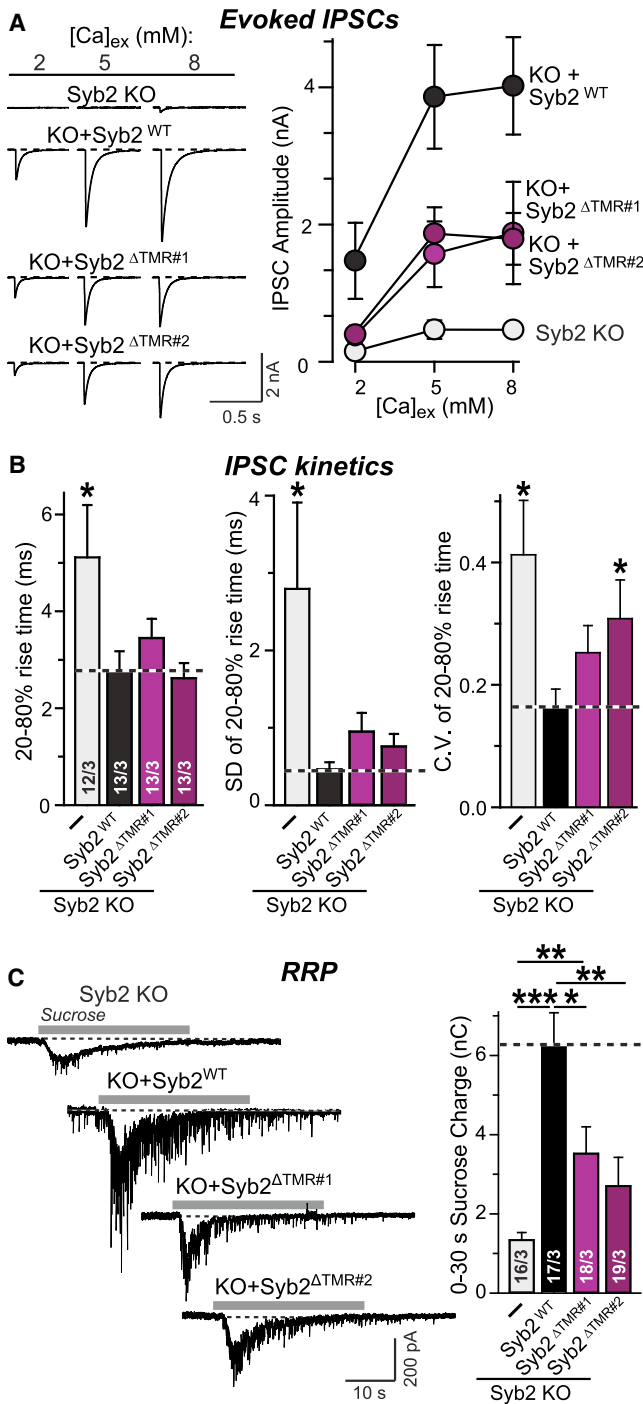 A
Evoked IPSCs
[Ca]ex (mM):
2 5 8
Syb2 KO
KO+Syb2 WT
KO+Syb2 ΔTMR#1
KO+Syb2 ΔTMR#2
2 nA
0.5 s
IPSC Amplitude (nA)
4
2
0
2 5 8
[Ca]ex (mM)
KO +
Syb2 WT
KO+
Syb2 ΔTMR#1
KO +
Syb2 ΔTMR#2
Syb2 KO
B
IPSC kinetics
20-80% rise time (ms)
6
4
2
0
*
12/3
13/3
13/3
13/3
–
Syb2 WT
Syb2 ΔTMR#1
Syb2 ΔTMR#2
Syb2 KO
SD of 20-80% rise time (ms)
4
2
0
*
–
Syb2 WT
Syb2 ΔTMR#1
Syb2 ΔTMR#2
Syb2 KO
C.V. of 20-80% rise time
0.4
0.2
0.0
*
*
–
Syb2 WT
Syb2 ΔTMR#1
Syb2 ΔTMR#2
Syb2 KO
C
RRP
Syb2 KO
Sucrose
KO+Syb2WT
KO+Syb2ΔTMR#1
KO+Syb2ΔTMR#2
200 pA
10 s
0-30 s Sucrose Charge (nC)
6
4
2
0
**
**
***
*
16/3
17/3
18/3
19/3
–
Syb2 WT
Syb2 ΔTMR#1
Syb2 ΔTMR#2
Syb2 KO